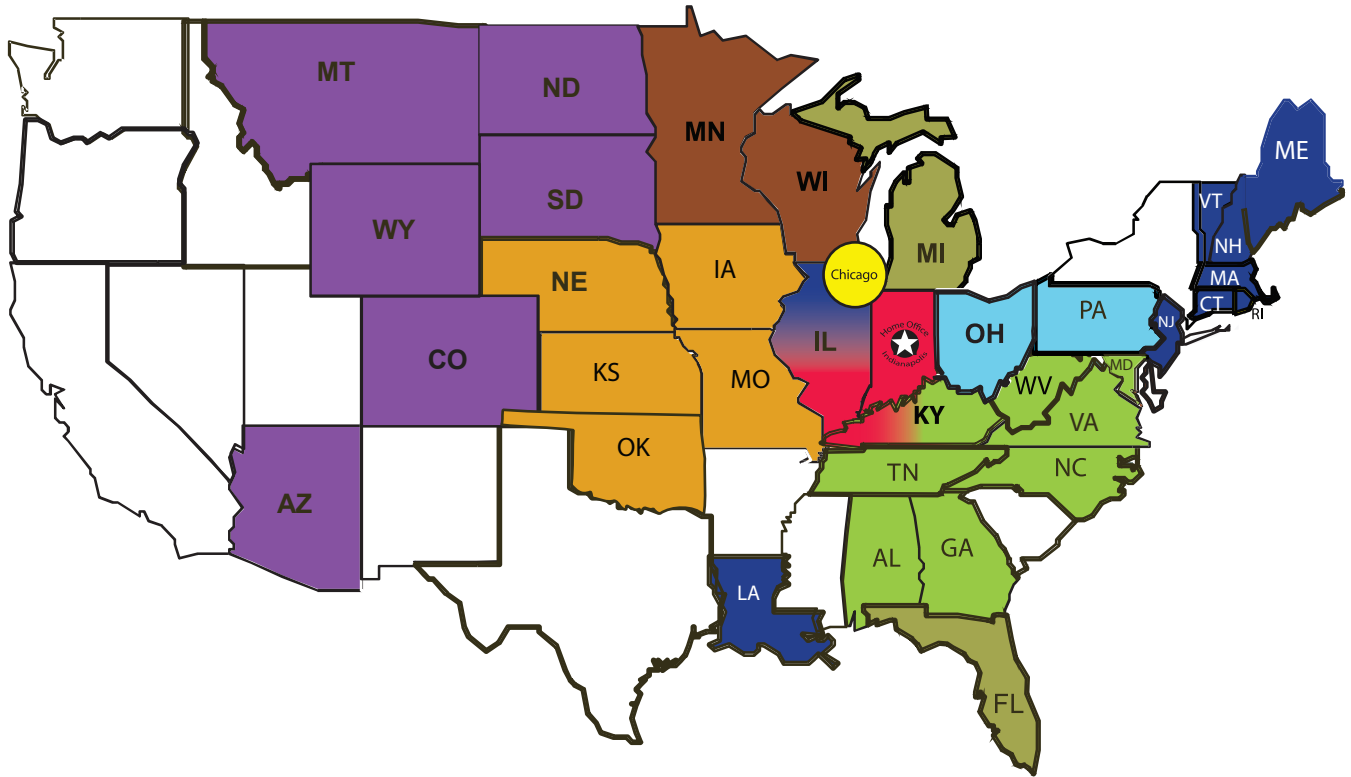 MT
ND
MN
ME
WI
SD
VT
WY
NH
MI
IA
Chicago
MA
NE
CT
RI
PA
NJ
Home Office
IL
OH
Indianapolis
CO
KS
MO
MD
WV
KY
VA
OK
TN
NC
AZ
GA
AL
LA
FL